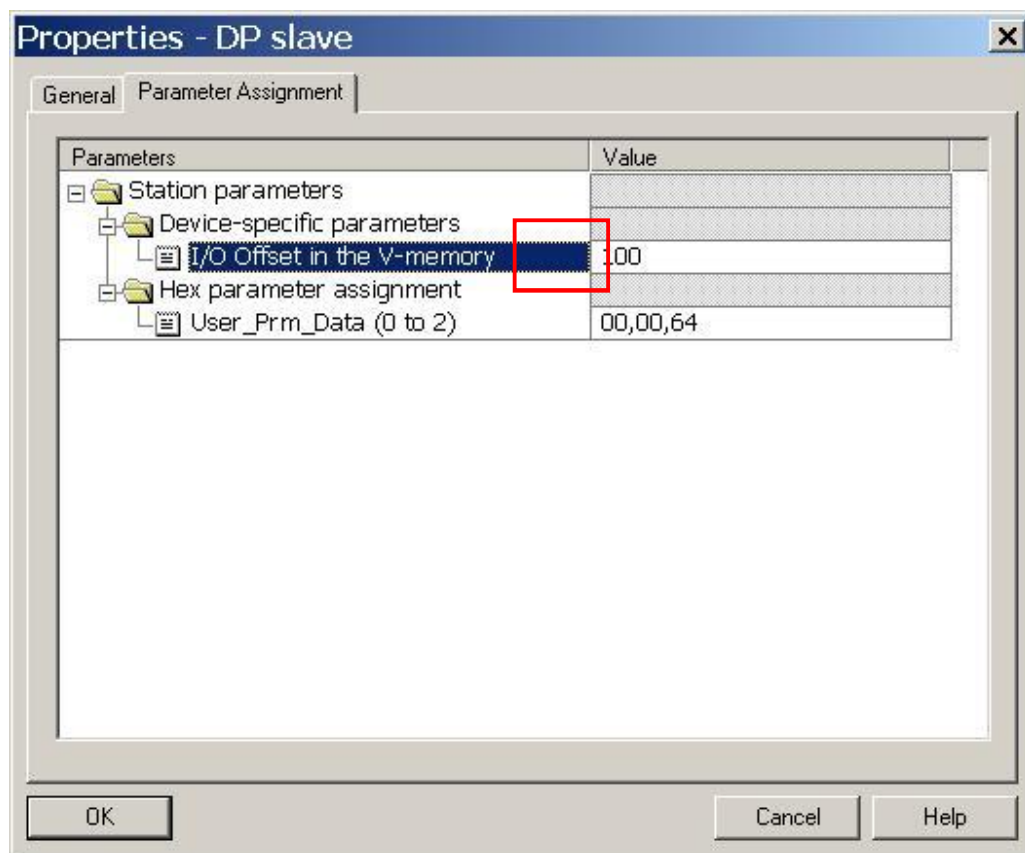 Properties - DP slave
General Parameter Assignment
Parameters Value
Station parameters
Device-specific parameters
I/O Offset in the V-memory 100
Hex parameter assignment
User_Prm_Data (0 to 2) 00,00,64
OK Cancel Help